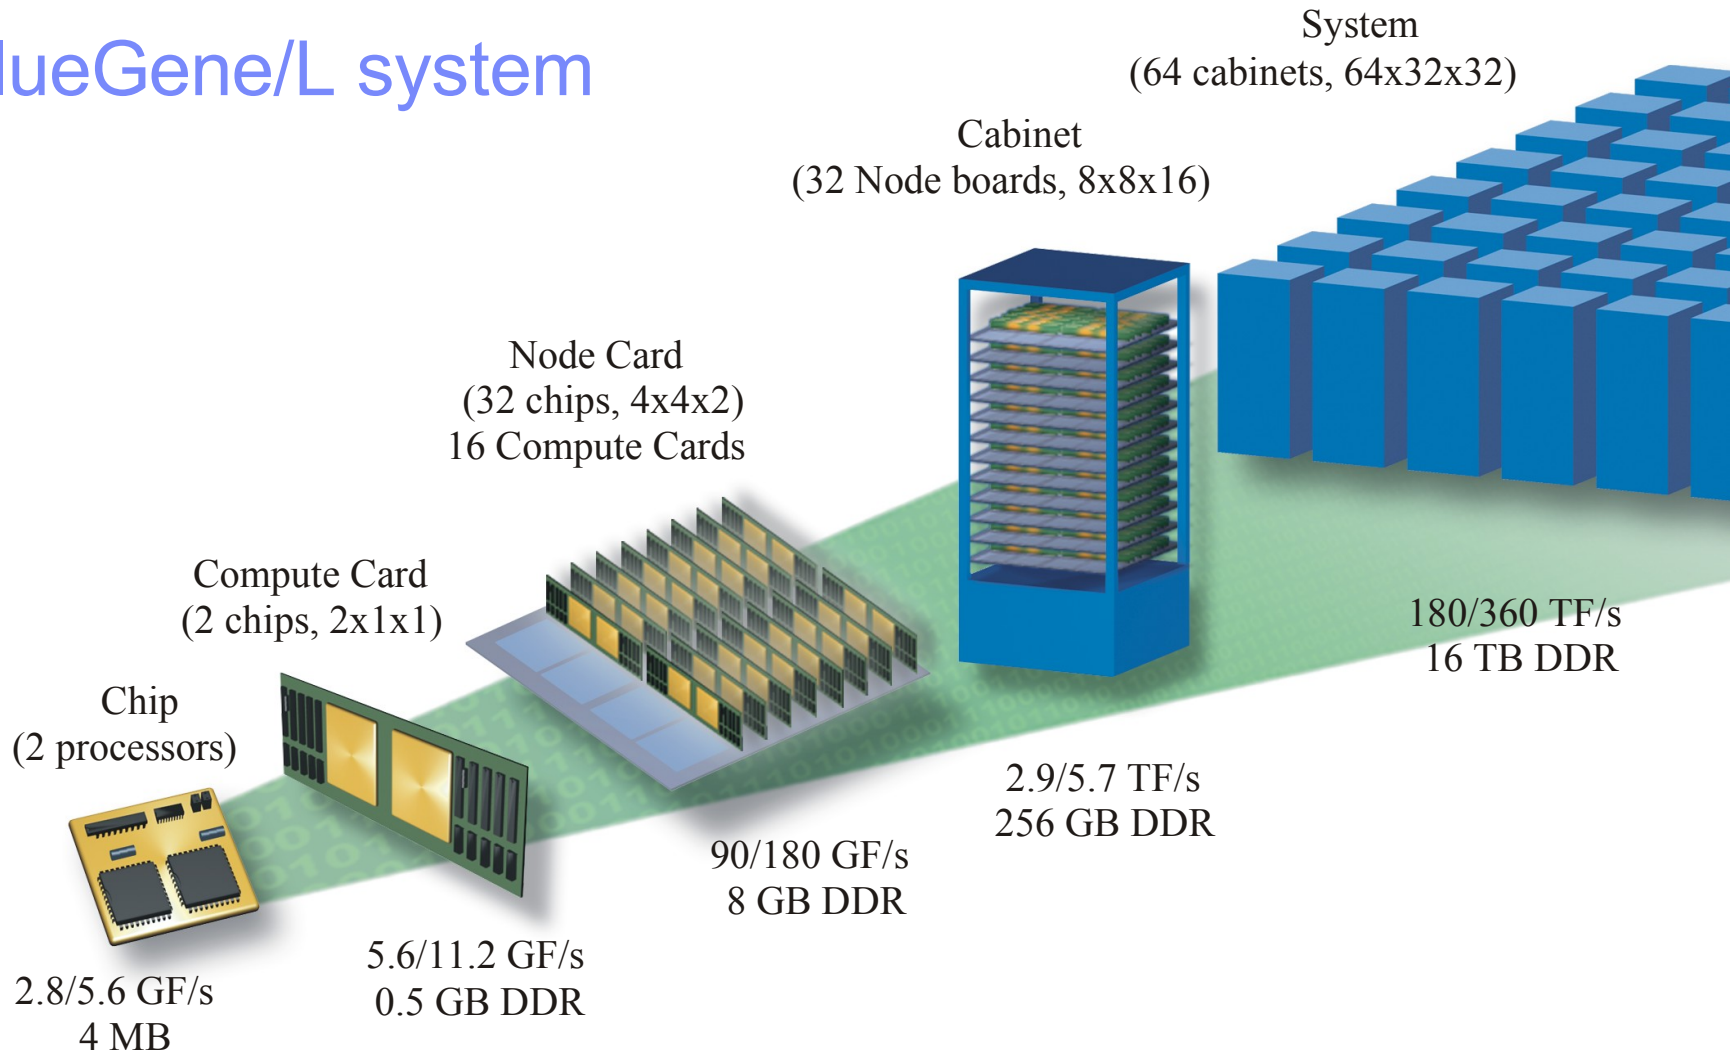 lueGene/L system
System
(64 cabinets, 64x32x32)
Cabinet
(32 Node boards, 8x8x16)
Node Card
(32 chips, 4x4x2)
16 Compute Cards
Compute Card
(2 chips, 2x1x1)
Chip
(2 processors)
180/360 TF/s
16 TB DDR
2.9/5.7 TF/s
256 GB DDR
90/180 GF/s
8 GB DDR
5.6/11.2 GF/s
0.5 GB DDR
2.8/5.6 GF/s
4 MB